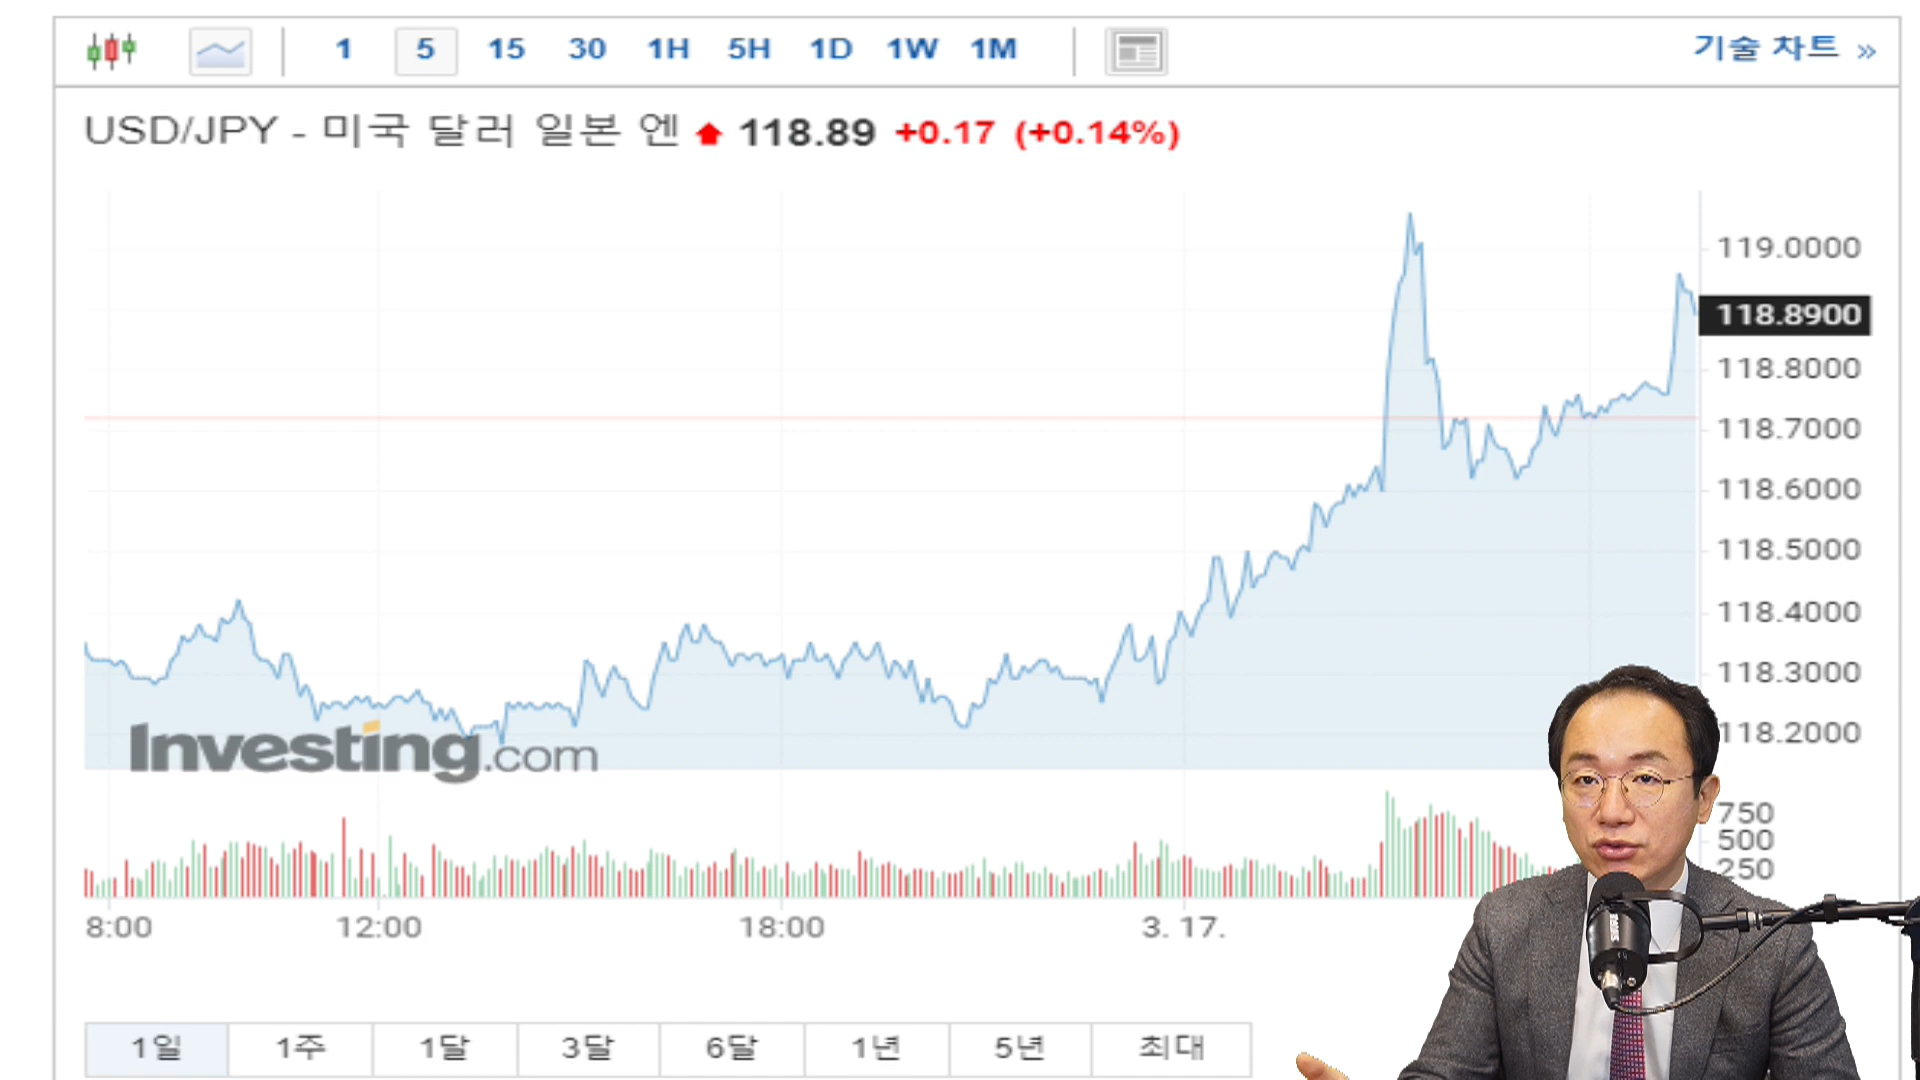 1 5 15 30 1H 5H 1D 1W 1M 기술 차트 »
USD/JPY - 미국 달러 일본 엔 118.89 +0.17 (+0.14%)
119.0000
118.8900
118.8000
118.7000
118.6000
118.5000
118.4000
118.3000
118.2000
Investing.com
750
500
250
8:00 12:00 18:00 3. 17.
1일 1주 1달 3달 6달 1년 5년 최대